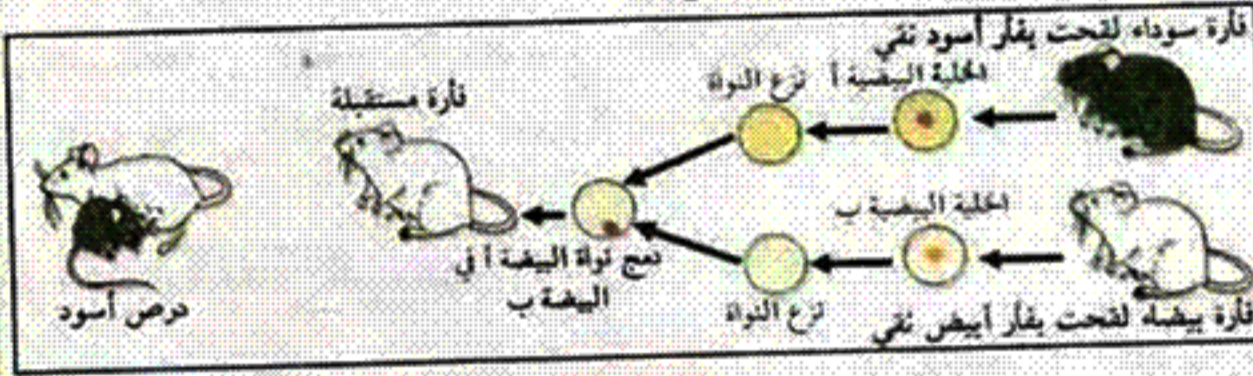 فأرة سوداء لقحت بفأر أسود نقي
الخلية البيضية أ
نزع النواة
فأرة مستقبلة
الخلية البيضية ب
دمج نواة البيضة أ في
البيضة ب
نزع النواة
فأرة بيضاء لقحت بفأر أبيض نقي
درص أسود